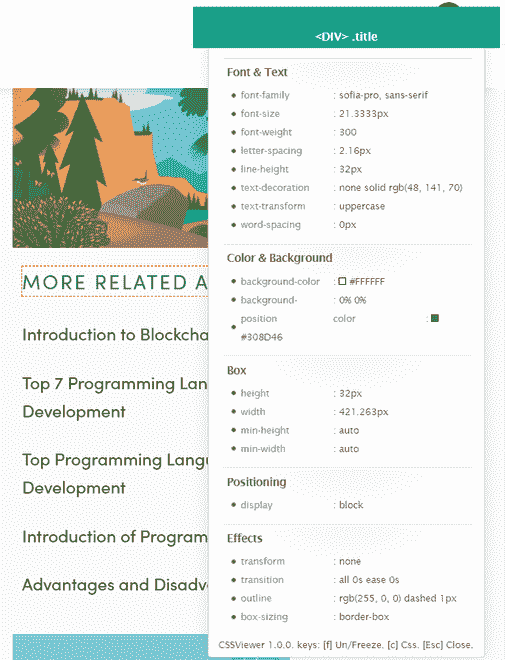 <DIV> .title
Font & Text
font-family : sofia-pro, sans-serif
font-size : 21.3333px
font-weight : 300
letter-spacing : 2.16px
line-height : 32px
text-decoration : none solid rgb(48, 141, 70)
text-transform : uppercase
word-spacing : 0px
Color & Background
background-color : #FFFFFF
background- : 0% 0%
position color :
#308D46
Box
height : 32px
width : 421.263px
min-height : auto
min-width : auto
Positioning
display : block
Effects
transform : none
transition : all 0s ease 0s
outline : rgb(255, 0, 0) dashed 1px
box-sizing : border-box
CSSViewer 1.0.0. keys: [f] Un/Freeze. [c] Css. [Esc] Close.
MORE RELATED A
Introduction to Blockcha
Top 7 Programming Lan
Development
Top Programming Langu
Development
Introduction of Program
Advantages and Disadv